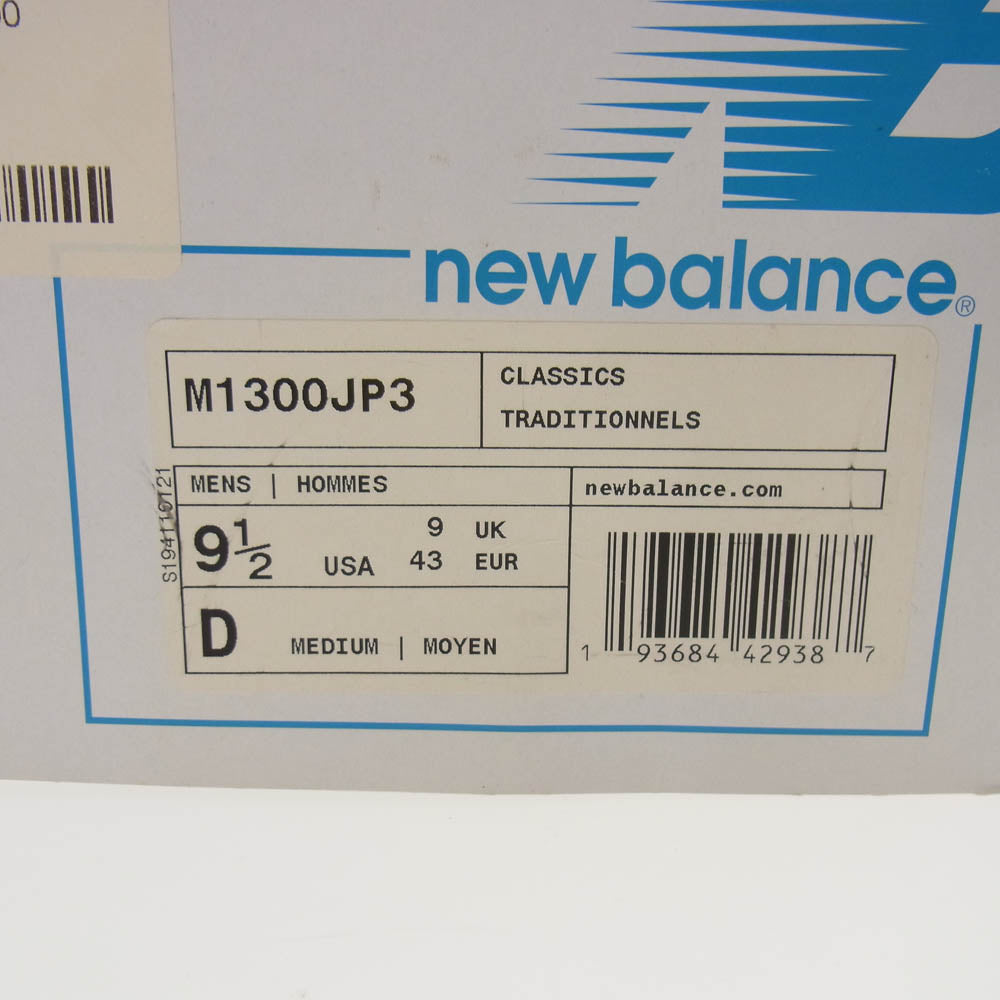 00
new balance®
M1300JP3
CLASSICS
TRADITIONNELS
MENS | HOMMES
newbalance.com
S194110121
9½ USA
9 UK
43 EUR
D MEDIUM | MOYEN
1 93684 42938 7